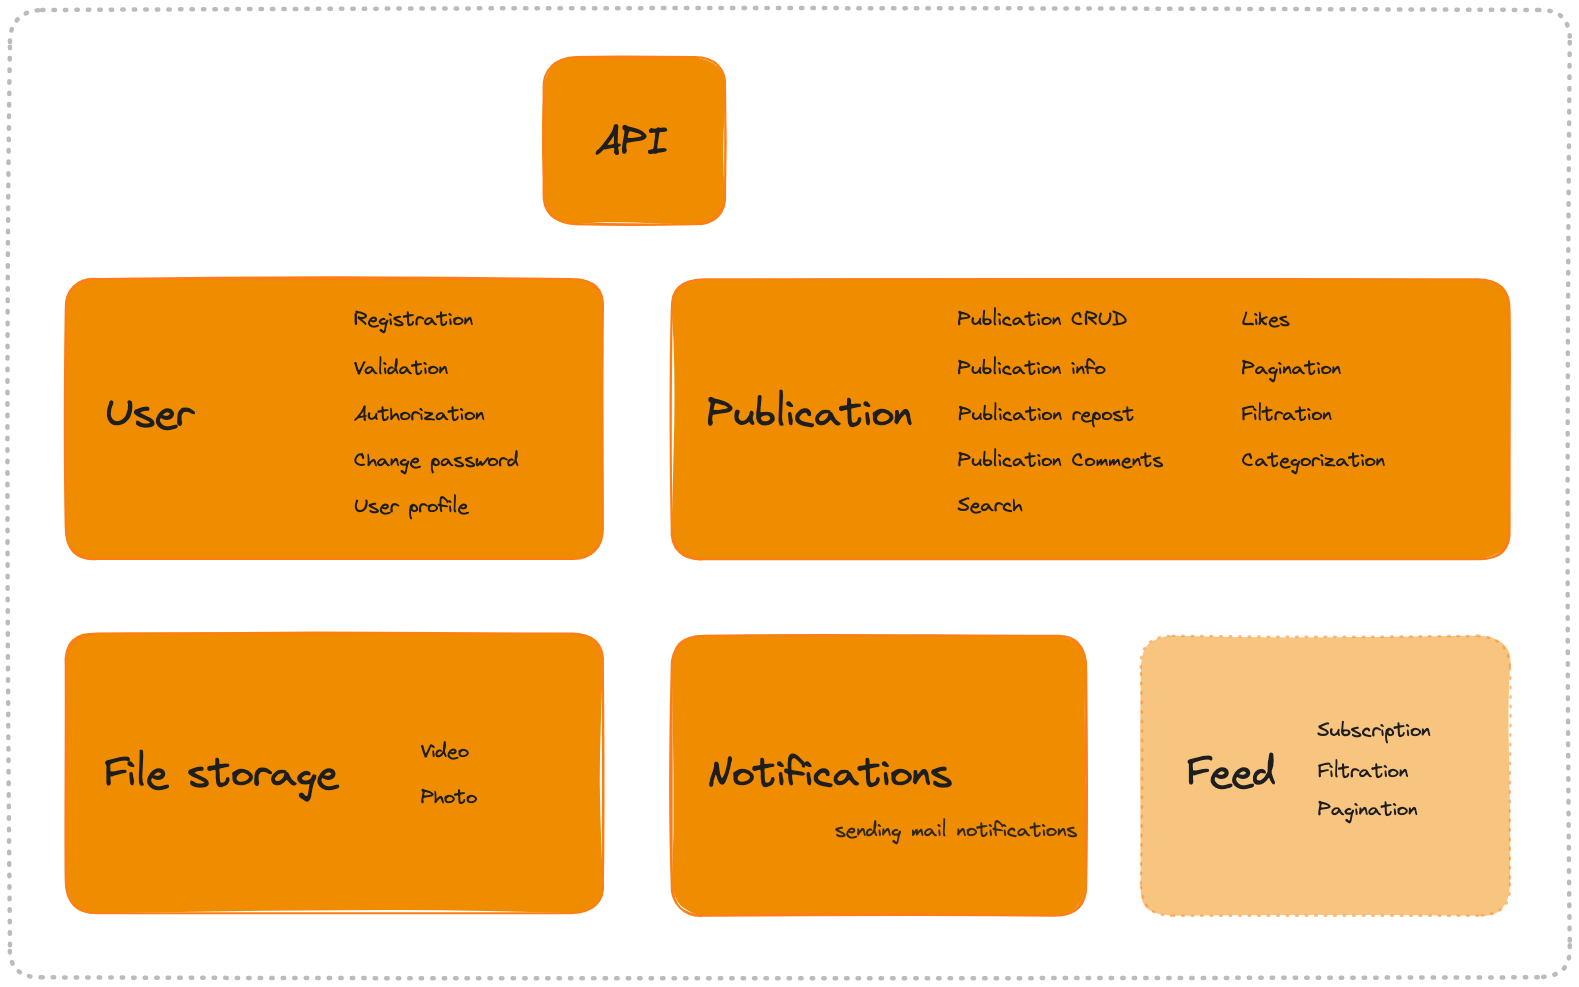 API
User
Registration
Validation
Authorization
Change password
User profile
Publication
Publication CRUD
Publication info
Publication repost
Publication Comments
Search
Likes
Pagination
Filtration
Categorization
File storage
Video
Photo
Notifications
sending mail notifications
Feed
Subscription
Filtration
Pagination